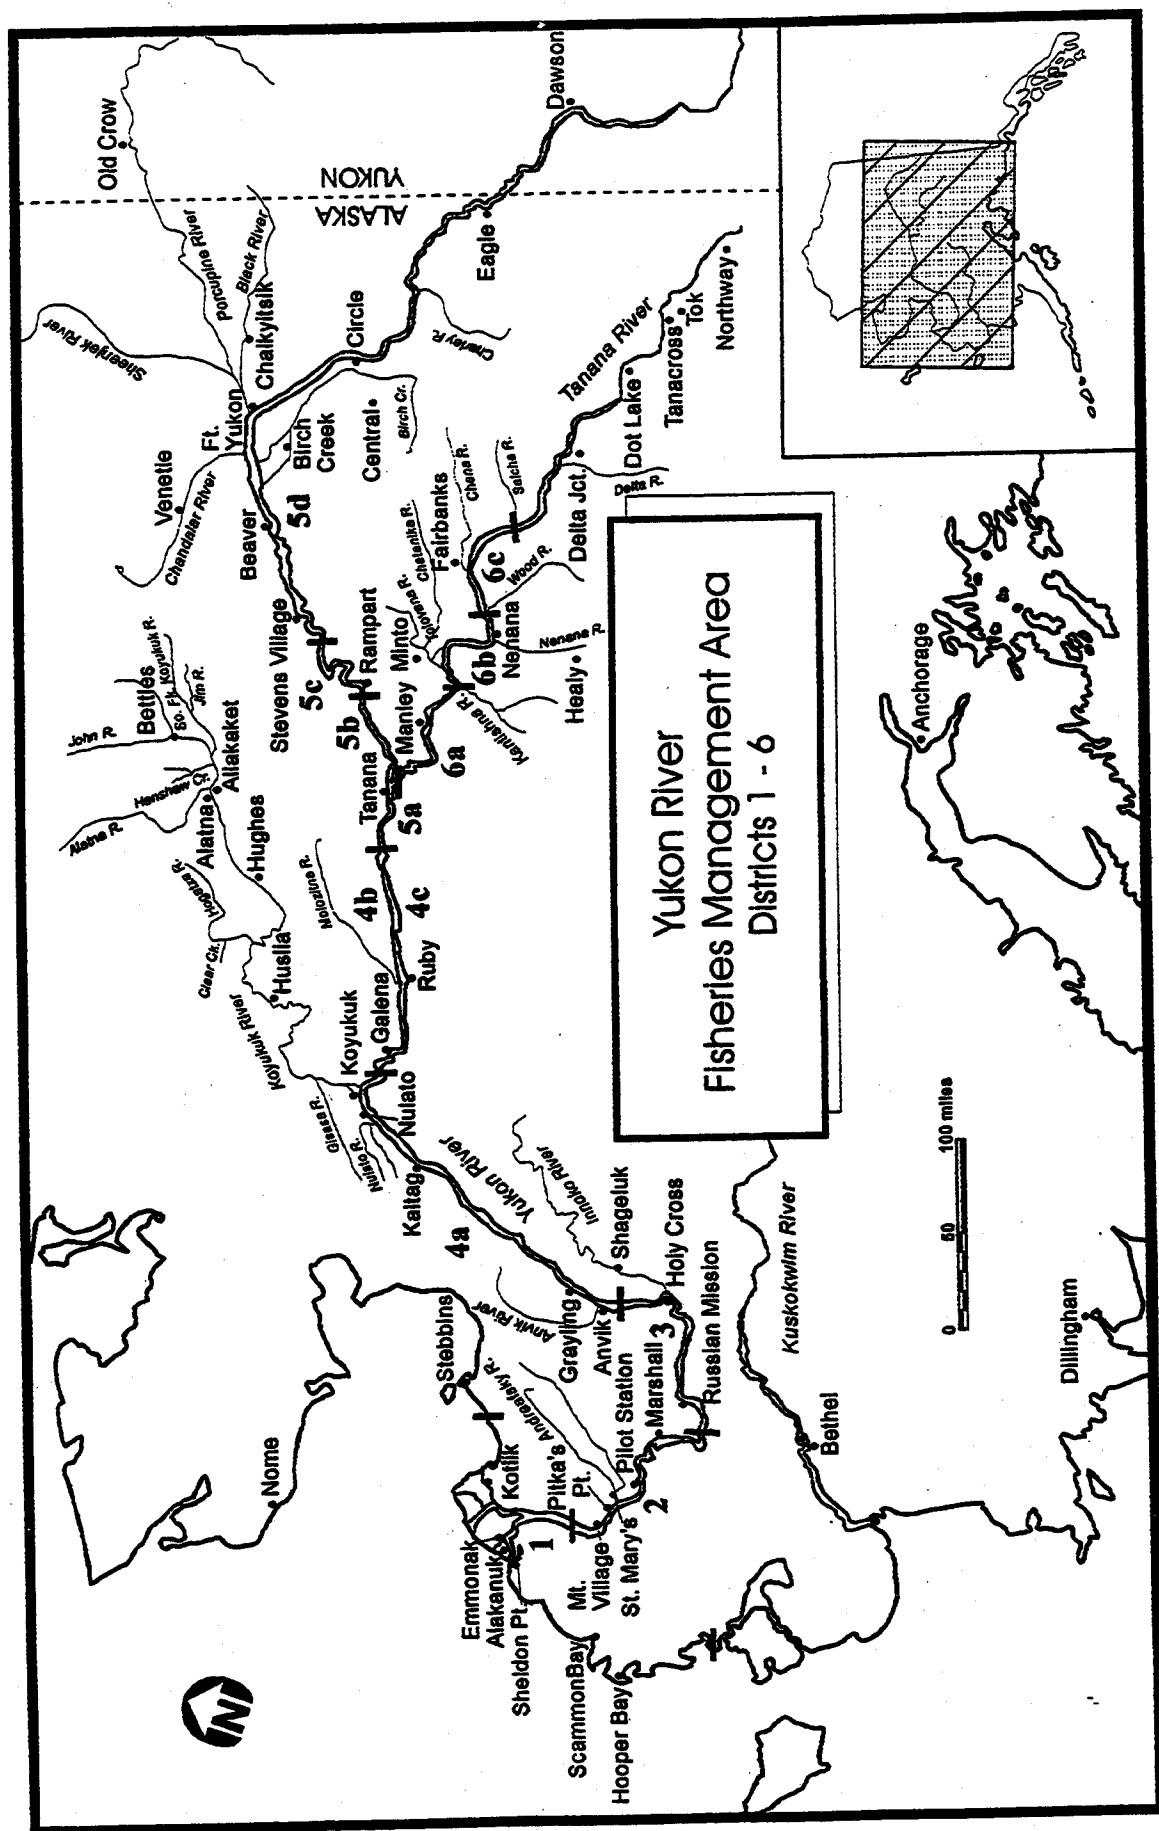 Yukon River
Fisheries Management Area
Districts 1 - 6
N
Nome
Stebbins
Kotlik
Emmonak
Alakanuk
Sheldon Pt.
Scammon Bay
Hooper Bay
1
Mt.
Village
St. Mary's
Pitka's
Pt.
Andreafsky R.
Pilot Station
2
Marshall
Russian Mission
3
Holy Cross
Shageluk
Innoko River
Anvik
Grayling
Anvik River
4a
Yukon River
Kaltag
Nulato
Nulato R.
Gisasa R.
Koyukuk
Galena
Koyukuk River
Huslia
Clear Ck.
Hogatza R.
Hughes
Alatna
Allakaket
Alatna R.
Henshaw Cr.
John R.
Bettles
So. Fk. Koyukuk R.
Jim R.
Ruby
Melozitna R.
4b
4c
Tanana
5a
5b
Rampart
5c
Stevens Village
Beaver
5d
Venetie
Chandalar River
Ft.
Yukon
Birch
Creek
Central
Birch Cr.
Circle
Charley R.
Sheenjek River
Porcupine River
Black River
Chalkyitsik
Old Crow
ALASKA
YUKON
Eagle
Dawson
Manley
6a
Minto
Tolovana R.
Chatanika R.
Kantishna R.
6b
Nenana
Nenana R.
Healy
Fairbanks
Chena R.
Salcha R.
6c
Wood R.
Delta Jct.
Delta R.
Dot Lake
Tanana River
Tanacross
Tok
Northway
Kuskokwim River
Bethel
Dillingham
Anchorage
0 50 100 miles